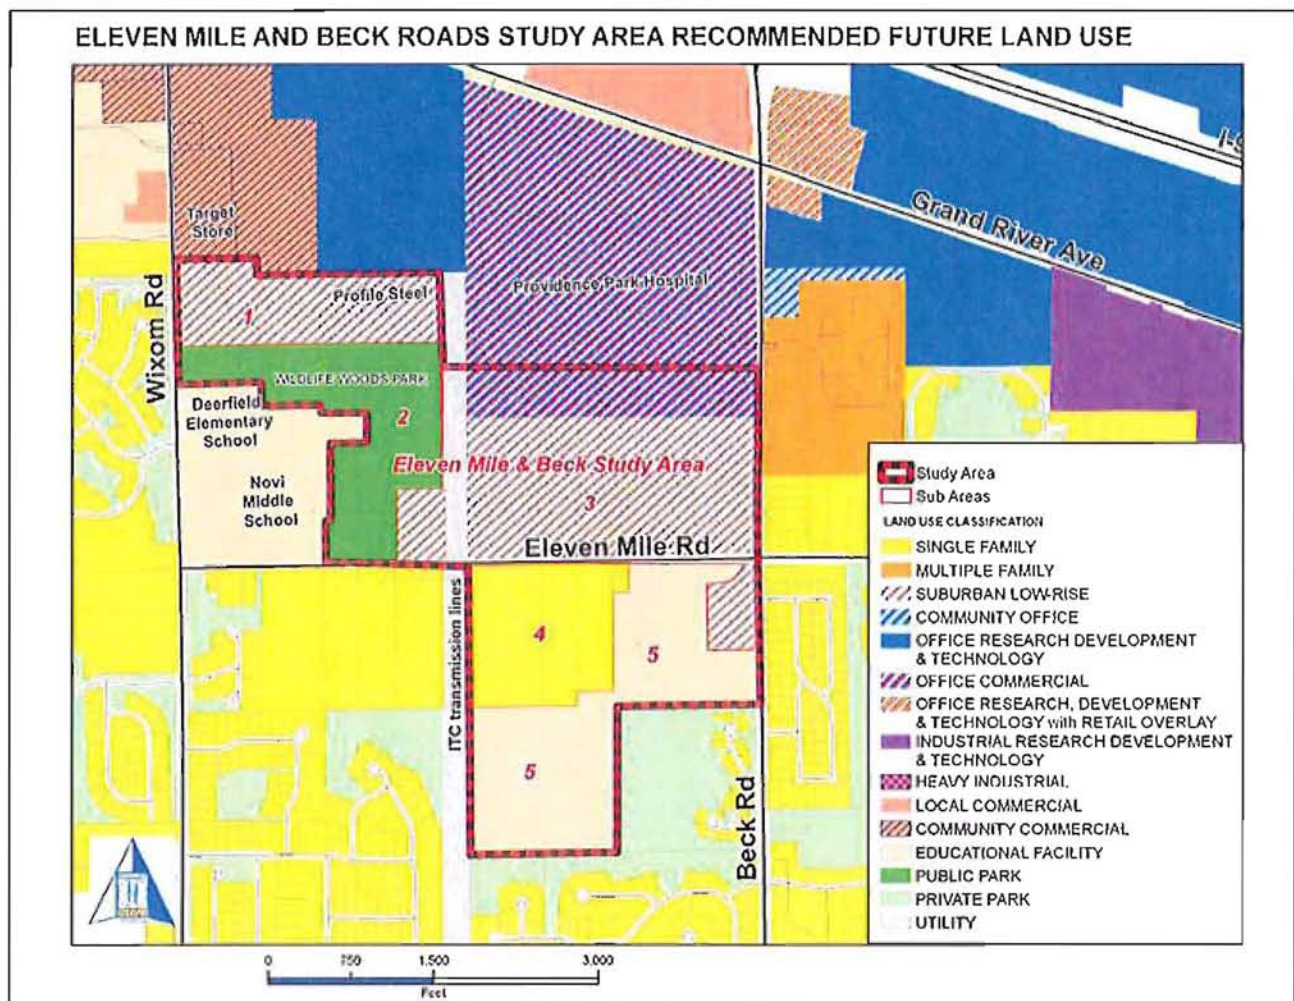 ELEVEN MILE AND BECK ROADS STUDY AREA RECOMMENDED FUTURE LAND USE
Target
Store
Wixom Rd
Profile Steel
1
Providence Park Hospital
Grand River Ave
WILDLIFE WOODS PARK
2
Deerfield
Elementary
School
Novi
Middle
School
Eleven Mile & Beck Study Area
3
Eleven Mile Rd
ITC transmission lines
4
5
5
Beck Rd
Study Area
Sub Areas
LAND USE CLASSIFICATION
SINGLE FAMILY
MULTIPLE FAMILY
SUBURBAN LOW-RISE
COMMUNITY OFFICE
OFFICE RESEARCH DEVELOPMENT
& TECHNOLOGY
OFFICE COMMERCIAL
OFFICE RESEARCH, DEVELOPMENT
& TECHNOLOGY with RETAIL OVERLAY
INDUSTRIAL RESEARCH DEVELOPMENT
& TECHNOLOGY
HEAVY INDUSTRIAL
LOCAL COMMERCIAL
COMMUNITY COMMERCIAL
EDUCATIONAL FACILITY
PUBLIC PARK
PRIVATE PARK
UTILITY
0 750 1,500 3,000
Feet